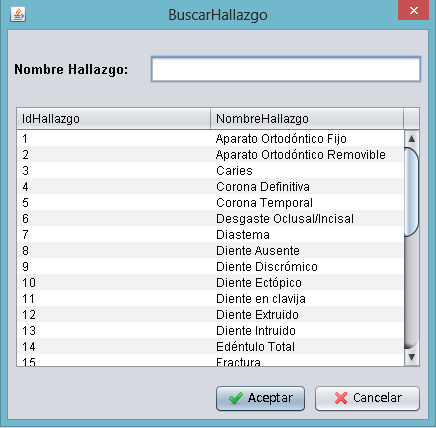 BuscarHallazgo
Nombre Hallazgo:
IdHallazgo NombreHallazgo
1 Aparato Ortodóntico Fijo
2 Aparato Ortodóntico Removible
3 Caries
4 Corona Definitiva
5 Corona Temporal
6 Desgaste Oclusal/Incisal
7 Diastema
8 Diente Ausente
9 Diente Discrómico
10 Diente Ectópico
11 Diente en clavija
12 Diente Extruido
13 Diente Intruido
14 Edéntulo Total
15 Fractura
Aceptar Cancelar